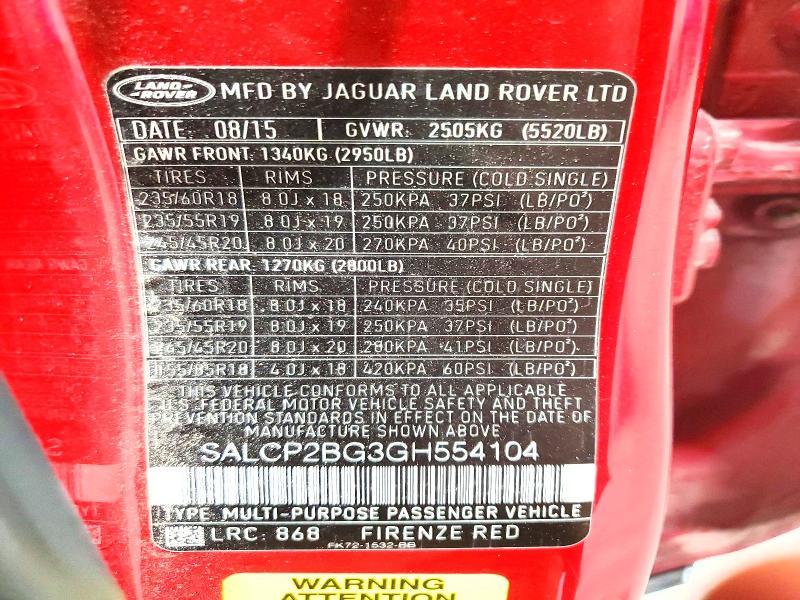 LAND ROVER MFD BY JAGUAR LAND ROVER LTD
DATE: 08/15 GVWR: 2505KG (5520LB)
GAWR FRONT: 1340KG (2950LB)
TIRES RIMS PRESSURE (COLD SINGLE)
235/60R18 8.0J x 18 250KPA 37PSI (LB/PO²)
235/55R19 8.0J x 19 250KPA 37PSI (LB/PO²)
245/45R20 8.0J x 20 270KPA 40PSI (LB/PO²)
GAWR REAR: 1270KG (2800LB)
TIRES RIMS PRESSURE (COLD SINGLE)
235/60R18 8.0J x 18 240KPA 35PSI (LB/PO²)
235/55R19 8.0J x 19 250KPA 37PSI (LB/PO²)
245/45R20 8.0J x 20 280KPA 41PSI (LB/PO²)
T155/85R18 4.0J x 18 420KPA 60PSI (LB/PO²)
THIS VEHICLE CONFORMS TO ALL APPLICABLE
U.S. FEDERAL MOTOR VEHICLE SAFETY AND THEFT
PREVENTION STANDARDS IN EFFECT ON THE DATE OF
MANUFACTURE SHOWN ABOVE
SALCP2BG3GH554104
TYPE: MULTI-PURPOSE PASSENGER VEHICLE
LRC: 868 FIRENZE RED
FK72-1532-BB
WARNING
ATTENTION